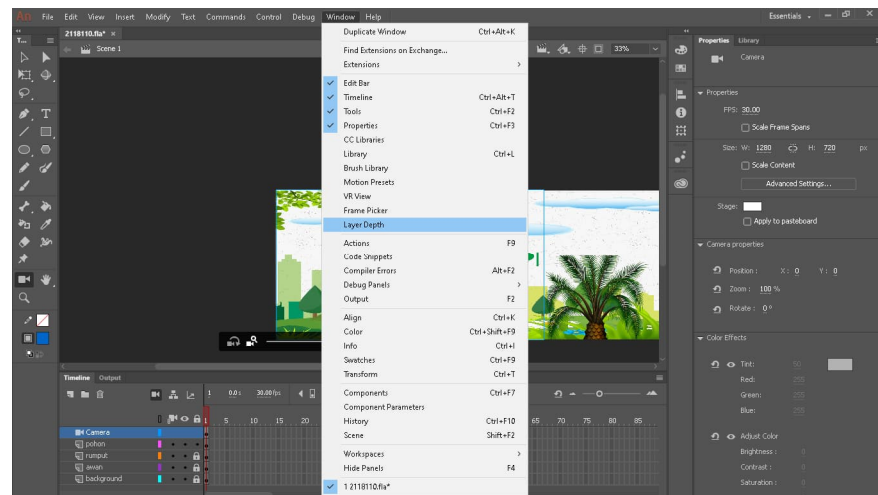 An File Edit View Insert Modify Text Commands Control Debug Window Help Essentials
2118110.fla* ×
Scene 1
33%
Duplicate Window Ctrl+Alt+K
Find Extensions on Exchange...
Extensions
Edit Bar
Timeline Ctrl+Alt+T
Tools Ctrl+F2
Properties Ctrl+F3
CC Libraries
Library Ctrl+L
Brush Library
Motion Presets
VR View
Frame Picker
Layer Depth
Actions F9
Code Snippets
Compiler Errors Alt+F2
Debug Panels
Output F2
Align Ctrl+K
Color Ctrl+Shift+F9
Info Ctrl+I
Swatches Ctrl+F9
Transform Ctrl+T
Components Ctrl+F7
Component Parameters
History Ctrl+F10
Scene Shift+F2
Workspaces
Hide Panels F4
1 2118110.fla*
Properties Library
Camera
Properties
FPS: 30.00
Scale Frame Spans
Size: W: 1280 H: 720 px
Scale Content
Advanced Settings...
Stage:
Apply to pasteboard
Camera properties
Position : X : 0 Y : 0
Zoom : 100 %
Rotate : 0 °
Color Effects
Tint:
Red: 255
Green: 255
Blue: 255
Adjust Color
Brightness : 0
Contrast : 0
Saturation : 0
Timeline Output
1 0.0 s 30.00 fps
1 5 10 15 20 65 70 75 80 85
Camera
pohon
rumput
awan
background